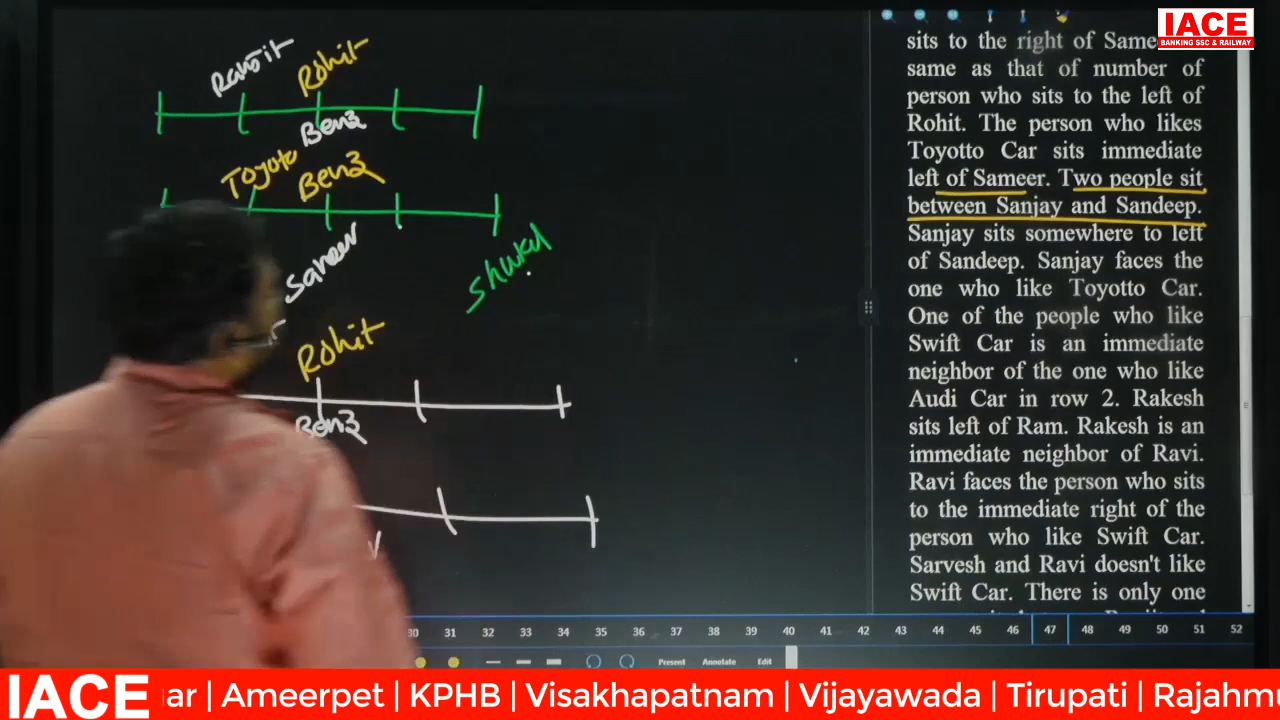 Ranjit
Rohit
Benz
Toyoto
Benz
Sameer
Shukul
Rohit
Benz
sits to the right of Same
same as that of number of
person who sits to the left of
Rohit. The person who likes
Toyotto Car sits immediate
left of Sameer. Two people sit
between Sanjay and Sandeep.
Sanjay sits somewhere to left
of Sandeep. Sanjay faces the
one who like Toyotto Car.
One of the people who like
Swift Car is an immediate
neighbor of the one who like
Audi Car in row 2. Rakesh
sits left of Ram. Rakesh is an
immediate neighbor of Ravi.
Ravi faces the person who sits
to the immediate right of the
person who like Swift Car.
Sarvesh and Ravi doesn't like
Swift Car. There is only one
IACE
BANKING SSC & RAILWAY
30 31 32 33 34 35 36 37 38 39 40 41 42 43 44 45 46 47 48 49 50 51 52
Present Annotate Edit
IACE
ar | Ameerpet | KPHB | Visakhapatnam | Vijayawada | Tirupati | Rajahmu